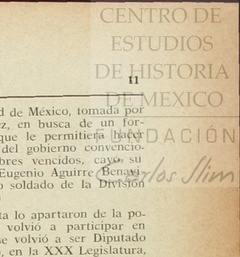 CENTRO DE
ESTUDIOS
DE HISTORIA
DE MEXICO
FUNDACIÓN
Carlos Slim
11
d de México, tomada por
ez, en busca de un for-
que le permitiera hacer
del gobierno convencio-
bres vencidos, cayó su
Eugenio Aguirre Benavi-
o soldado de la División
ta lo apartaron de la po-
volvió a participar en
se volvió a ser Diputado
o, en la XXX Legislatura,